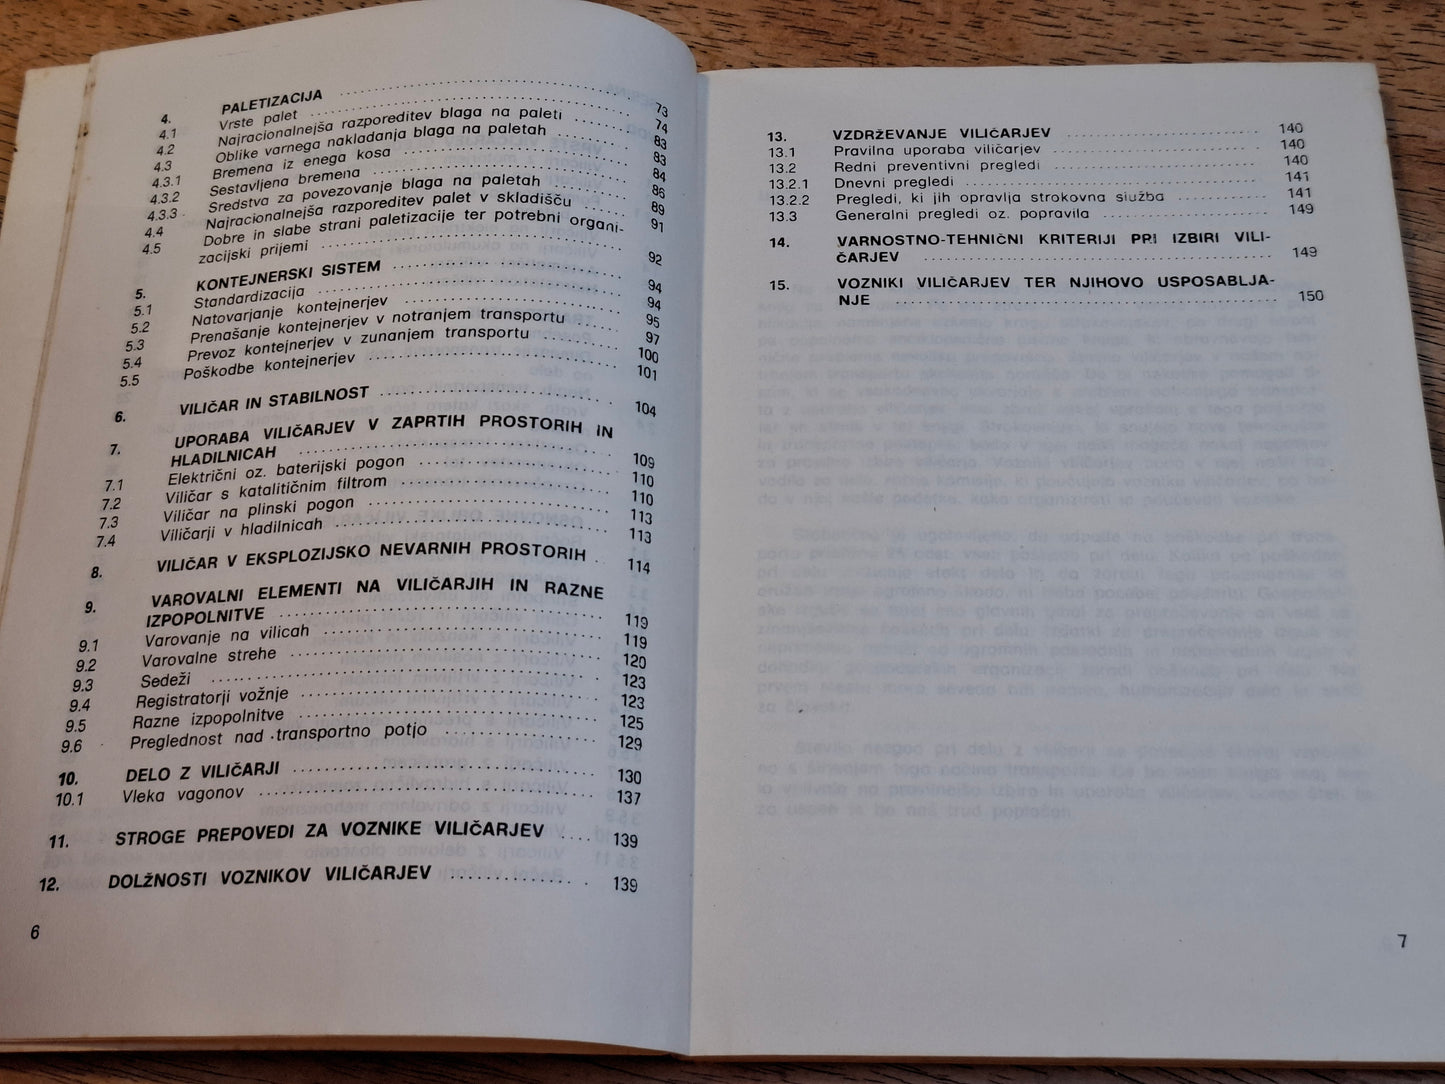 4. PALETIZACIJA 73
4.1 Vrste palet 74
4.2 Najracionalnejša razporeditev blaga na paleti 83
4.3 Oblike varnega nakladanja blaga na paletah 83
4.3.1 Bremena iz enega kosa 84
4.3.2 Sestavljena bremena 86
4.3.3 Sredstva za povezovanje blaga na paletah 89
4.4 Najracionalnejša razporeditev palet v skladišču 91
4.5 Dobre in slabe strani paletizacije ter potrebni organi-
zacijski prijemi 92
5. KONTEJNERSKI SISTEM 94
5.1 Standardizacija 94
5.2 Natovarjanje kontejnerjev 95
5.3 Prenašanje kontejnerjev v notranjem transportu 97
5.4 Prevoz kontejnerjev v zunanjem transportu 100
5.5 Poškodbe kontejnerjev 101
6. VILIČAR IN STABILNOST 104
7. UPORABA VILIČARJEV V ZAPRTIH PROSTORIH IN
HLADILNICAH 109
7.1 Električni oz. baterijski pogon 110
7.2 Viličar s katalitičnim filtrom 110
7.3 Viličar na plinski pogon 113
7.4 Viličarji v hladilnicah 113
8. VILIČAR V EKSPLOZIJSKO NEVARNIH PROSTORIH 114
9. VAROVALNI ELEMENTI NA VILIČARJIH IN RAZNE
IZPOPOLNITVE 119
9.1 Varovanje na vilicah 119
9.2 Varovalne strehe 120
9.3 Sedeži 123
9.4 Registratorji vožnje 123
9.5 Razne izpopolnitve 125
9.6 Preglednost nad transportno potjo 129
10. DELO Z VILIČARJI 130
10.1 Vleka vagonov 137
11. STROGE PREPOVEDI ZA VOZNIKE VILIČARJEV 139
12. DOLŽNOSTI VOZNIKOV VILIČARJEV 139
6
13. VZDRŽEVANJE VILIČARJEV 140
13.1 Pravilna uporaba viličarjev 140
13.2 Redni preventivni pregledi 140
13.2.1 Dnevni pregledi 141
13.2.2 Pregledi, ki jih opravlja strokovna služba 141
13.3 Generalni pregledi oz. popravila 149
14. VARNOSTNO-TEHNIČNI KRITERIJI PRI IZBIRI VILI-
ČARJEV 149
15. VOZNIKI VILIČARJEV TER NJIHOVO USPOSABLJA-
NJE 150
7